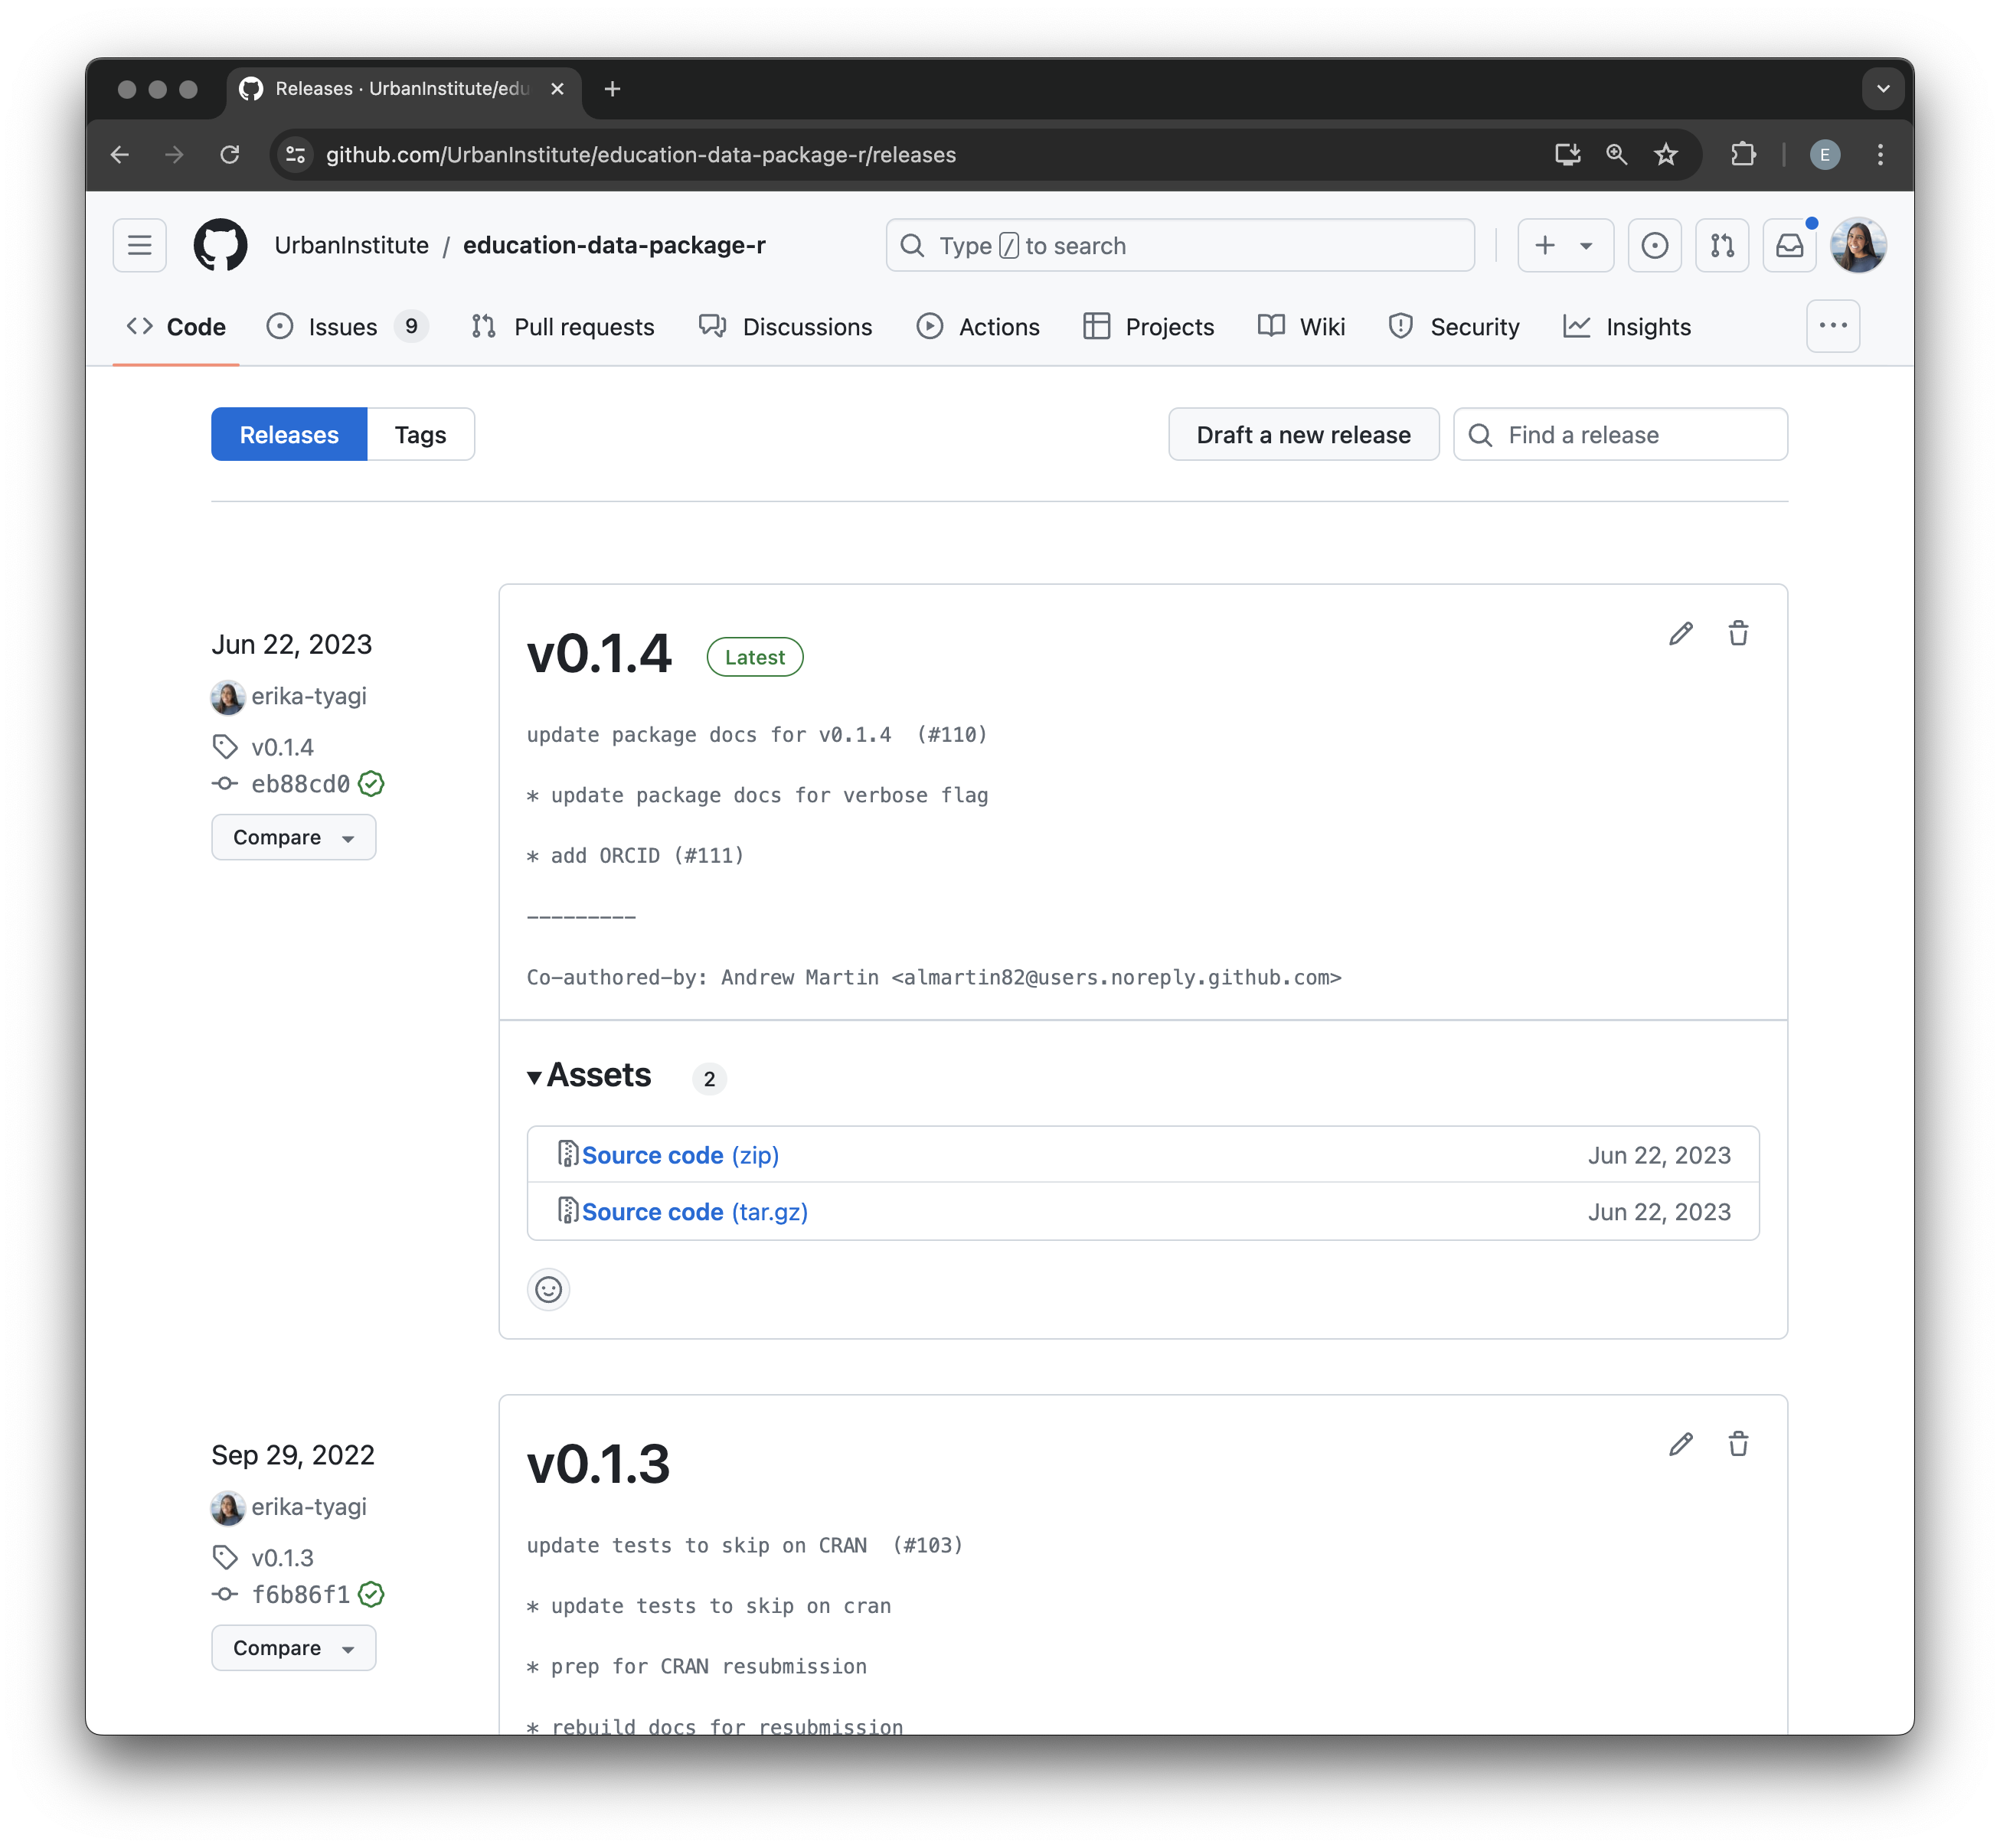 Releases · UrbanInstitute/edu
github.com/UrbanInstitute/education-data-package-r/releases
E
UrbanInstitute / education-data-package-r
Type / to search
Code
Issues 9
Pull requests
Discussions
Actions
Projects
Wiki
Security
Insights
Releases
Tags
Draft a new release
Find a release
Jun 22, 2023
erika-tyagi
v0.1.4
eb88cd0
Compare
v0.1.4 Latest
update package docs for v0.1.4  (#110)
* update package docs for verbose flag
* add ORCID (#111)
---------
Co-authored-by: Andrew Martin <almartin82@users.noreply.github.com>
Assets 2
Source code (zip) Jun 22, 2023
Source code (tar.gz) Jun 22, 2023
Sep 29, 2022
erika-tyagi
v0.1.3
f6b86f1
Compare
v0.1.3
update tests to skip on CRAN  (#103)
* update tests to skip on cran
* prep for CRAN resubmission
* rebuild docs for resubmission